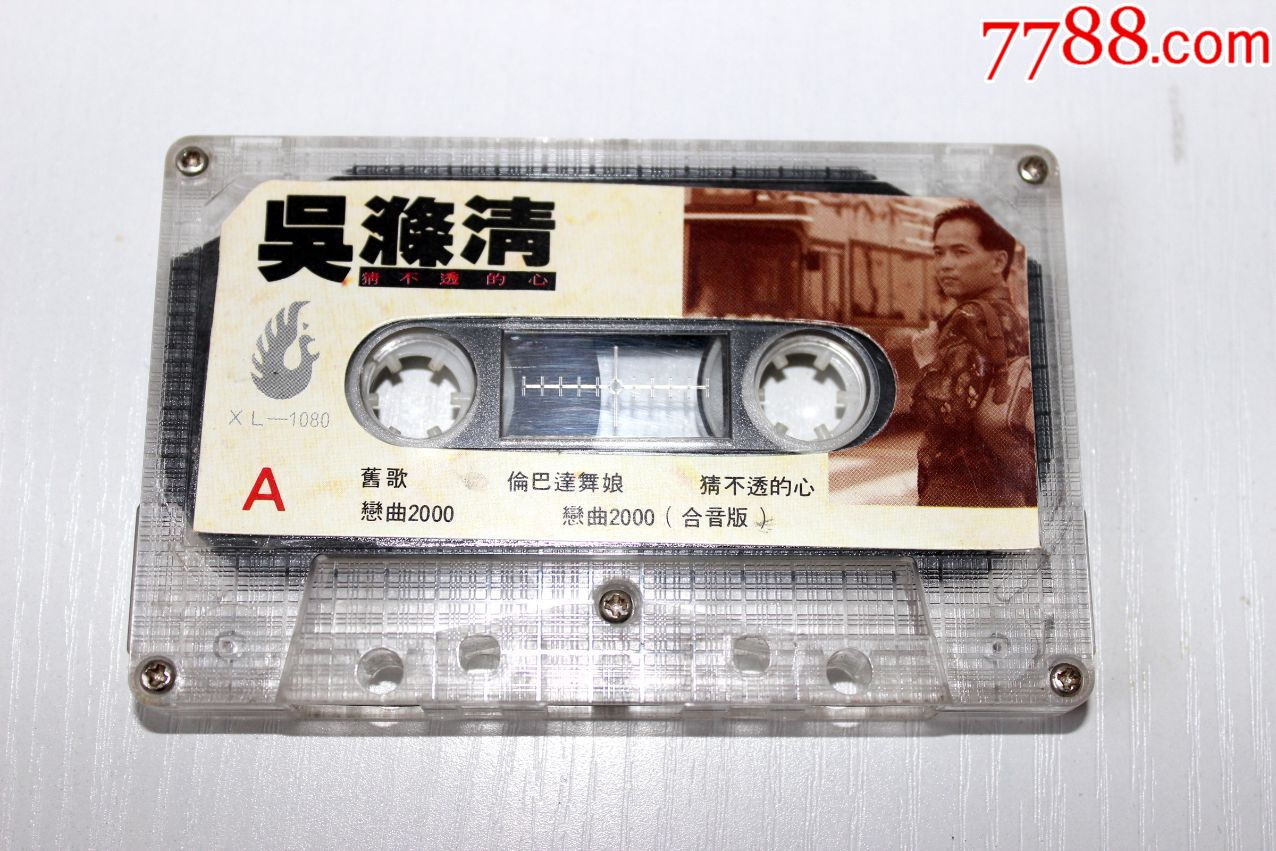 7788.com
吳滌清
猜不透的心
XL—1080
A
舊歌 倫巴達舞娘 猜不透的心
戀曲2000 戀曲2000(合音版)